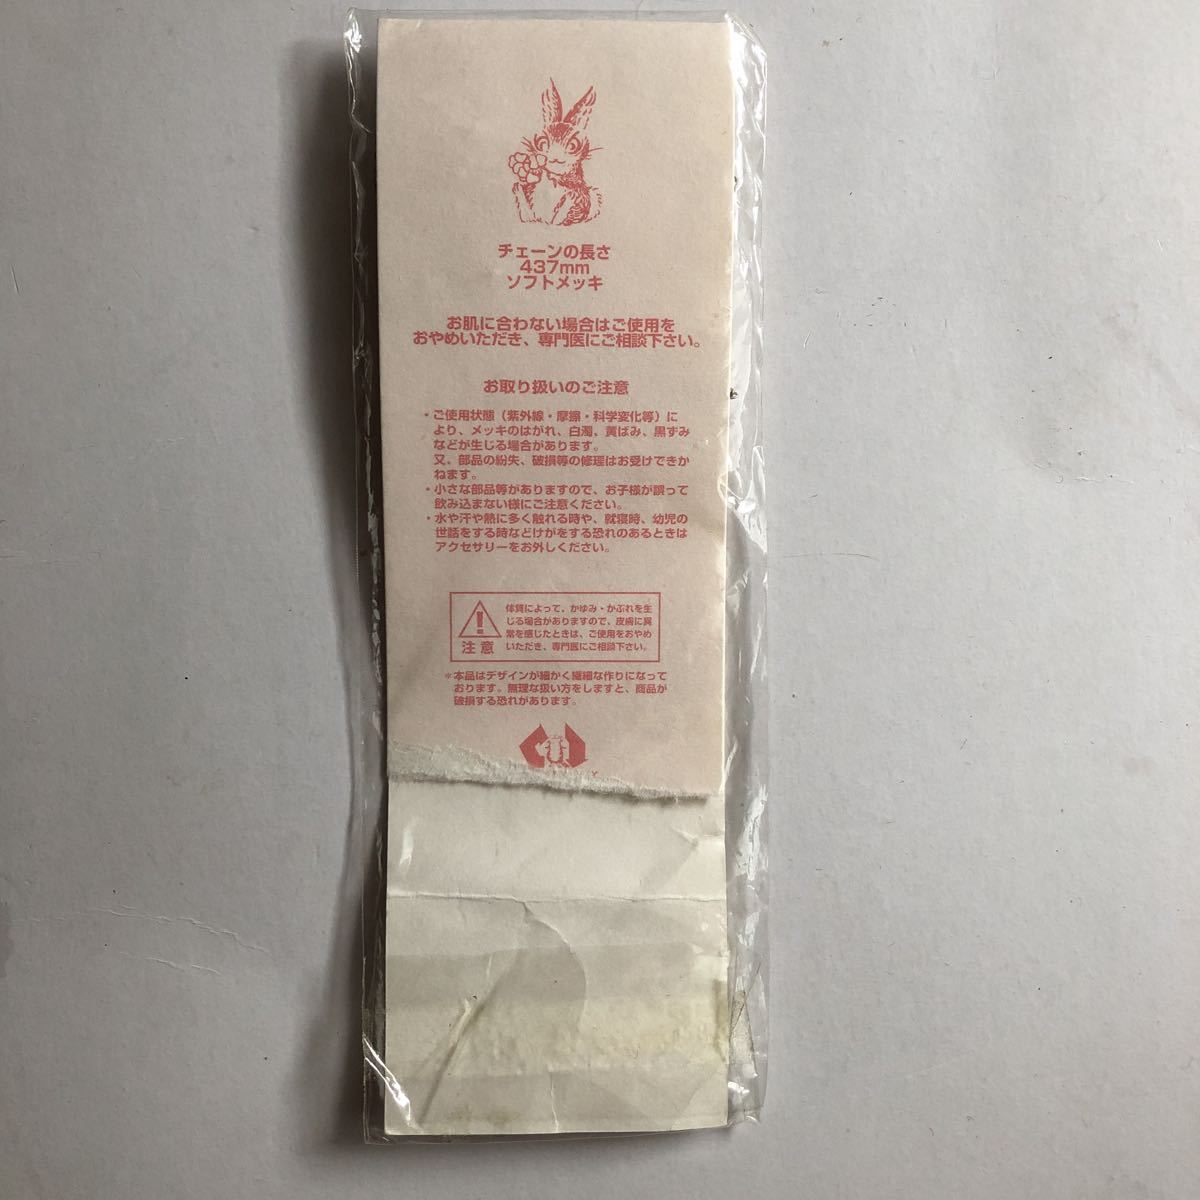 チェーンの長さ
437mm
ソフトメッキ
お肌に合わない場合はご使用を
おやめいただき、専門医にご相談下さい。
お取り扱いのご注意
・ご使用状態（紫外線・摩擦・科学変化等）に
より、メッキのはがれ、白濁、黄ばみ、黒ずみ
などが生じる場合があります。
又、部品の紛失、破損等の修理はお受けできか
ねます。
・小さな部品等がありますので、お子様が誤って
飲み込まない様にご注意ください。
・水や汗や熱に多く触れる時や、就寝時、幼児の
世話をする時などけがをする恐れのあるときは
アクセサリーをお外しください。
体質によって、かゆみ・かぶれを生
じる場合がありますので、皮膚に異
常を感じたときは、ご使用をおやめ
いただき、専門医にご相談下さい。
注意
＊本品はデザインが細かく繊細な作りになって
おります。無理な扱い方をしますと、商品が
破損する恐れがあります。